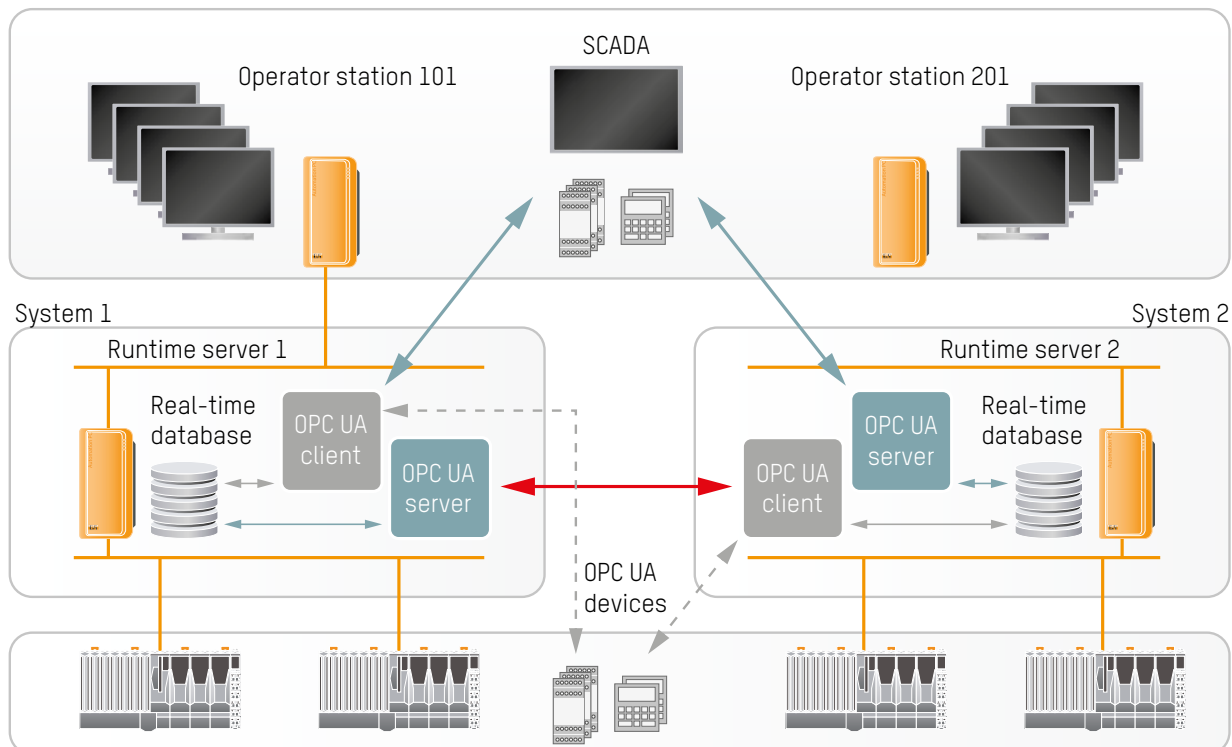 SCADA
Operator station 101
Operator station 201
System 1
System 2
Runtime server 1
Runtime server 2
Real-time
database
OPC UA
client
OPC UA
server
OPC UA
server
Real-time
database
OPC UA
client
OPC UA
devices